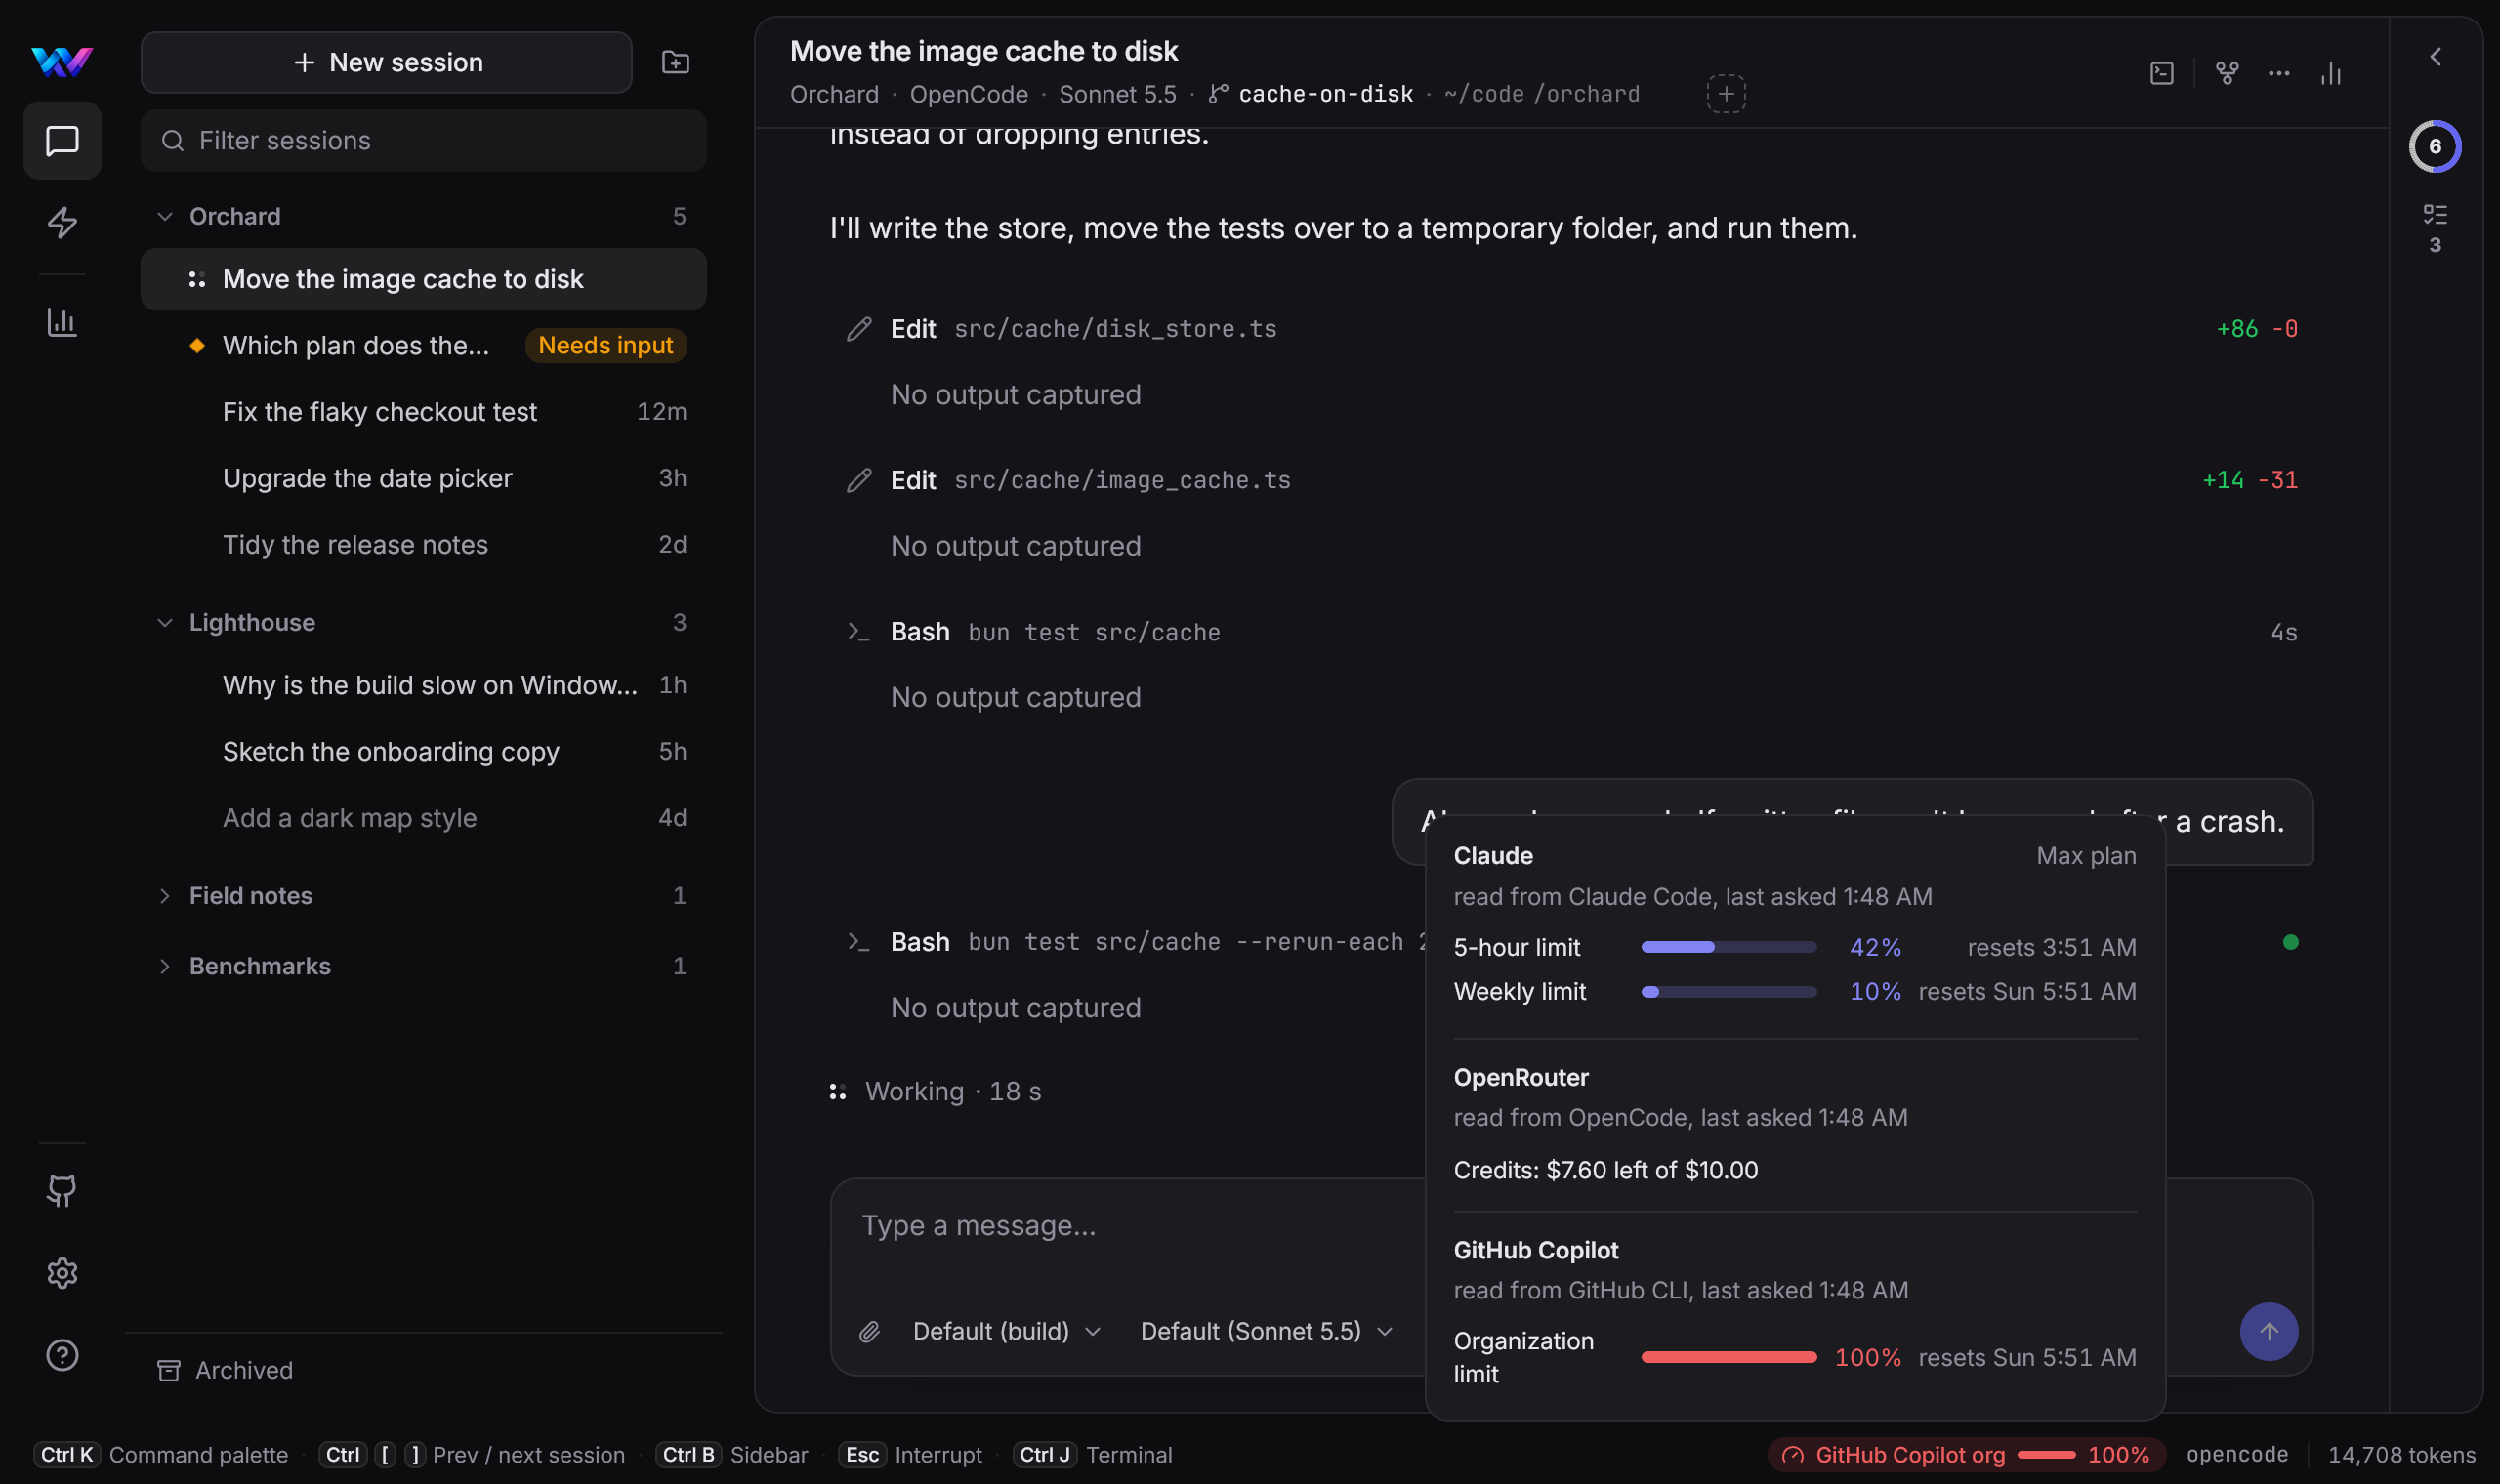 New session
Filter sessions
Orchard 5
Move the image cache to disk
Which plan does the... Needs input
Fix the flaky checkout test 12m
Upgrade the date picker 3h
Tidy the release notes 2d
Lighthouse 3
Why is the build slow on Window... 1h
Sketch the onboarding copy 5h
Add a dark map style 4d
Field notes 1
Benchmarks 1
Archived
Move the image cache to disk
Orchard · OpenCode · Sonnet 5.5 · cache-on-disk · ~/code /orchard
instead of dropping entries.
I'll write the store, move the tests over to a temporary folder, and run them.
Edit src/cache/disk_store.ts +86 -0
No output captured
Edit src/cache/image_cache.ts +14 -31
No output captured
Bash bun test src/cache 4s
No output captured
a crash.
Bash bun test src/cache --rerun-each
No output captured
Working · 18 s
Type a message...
Default (build) Default (Sonnet 5.5)
Claude Max plan
read from Claude Code, last asked 1:48 AM
5-hour limit 42% resets 3:51 AM
Weekly limit 10% resets Sun 5:51 AM
OpenRouter
read from OpenCode, last asked 1:48 AM
Credits: $7.60 left of $10.00
GitHub Copilot
read from GitHub CLI, last asked 1:48 AM
Organization
limit 100% resets Sun 5:51 AM
6
3
Ctrl K Command palette · Ctrl [ ] Prev / next session · Ctrl B Sidebar · Esc Interrupt · Ctrl J Terminal
GitHub Copilot org 100% opencode 14,708 tokens